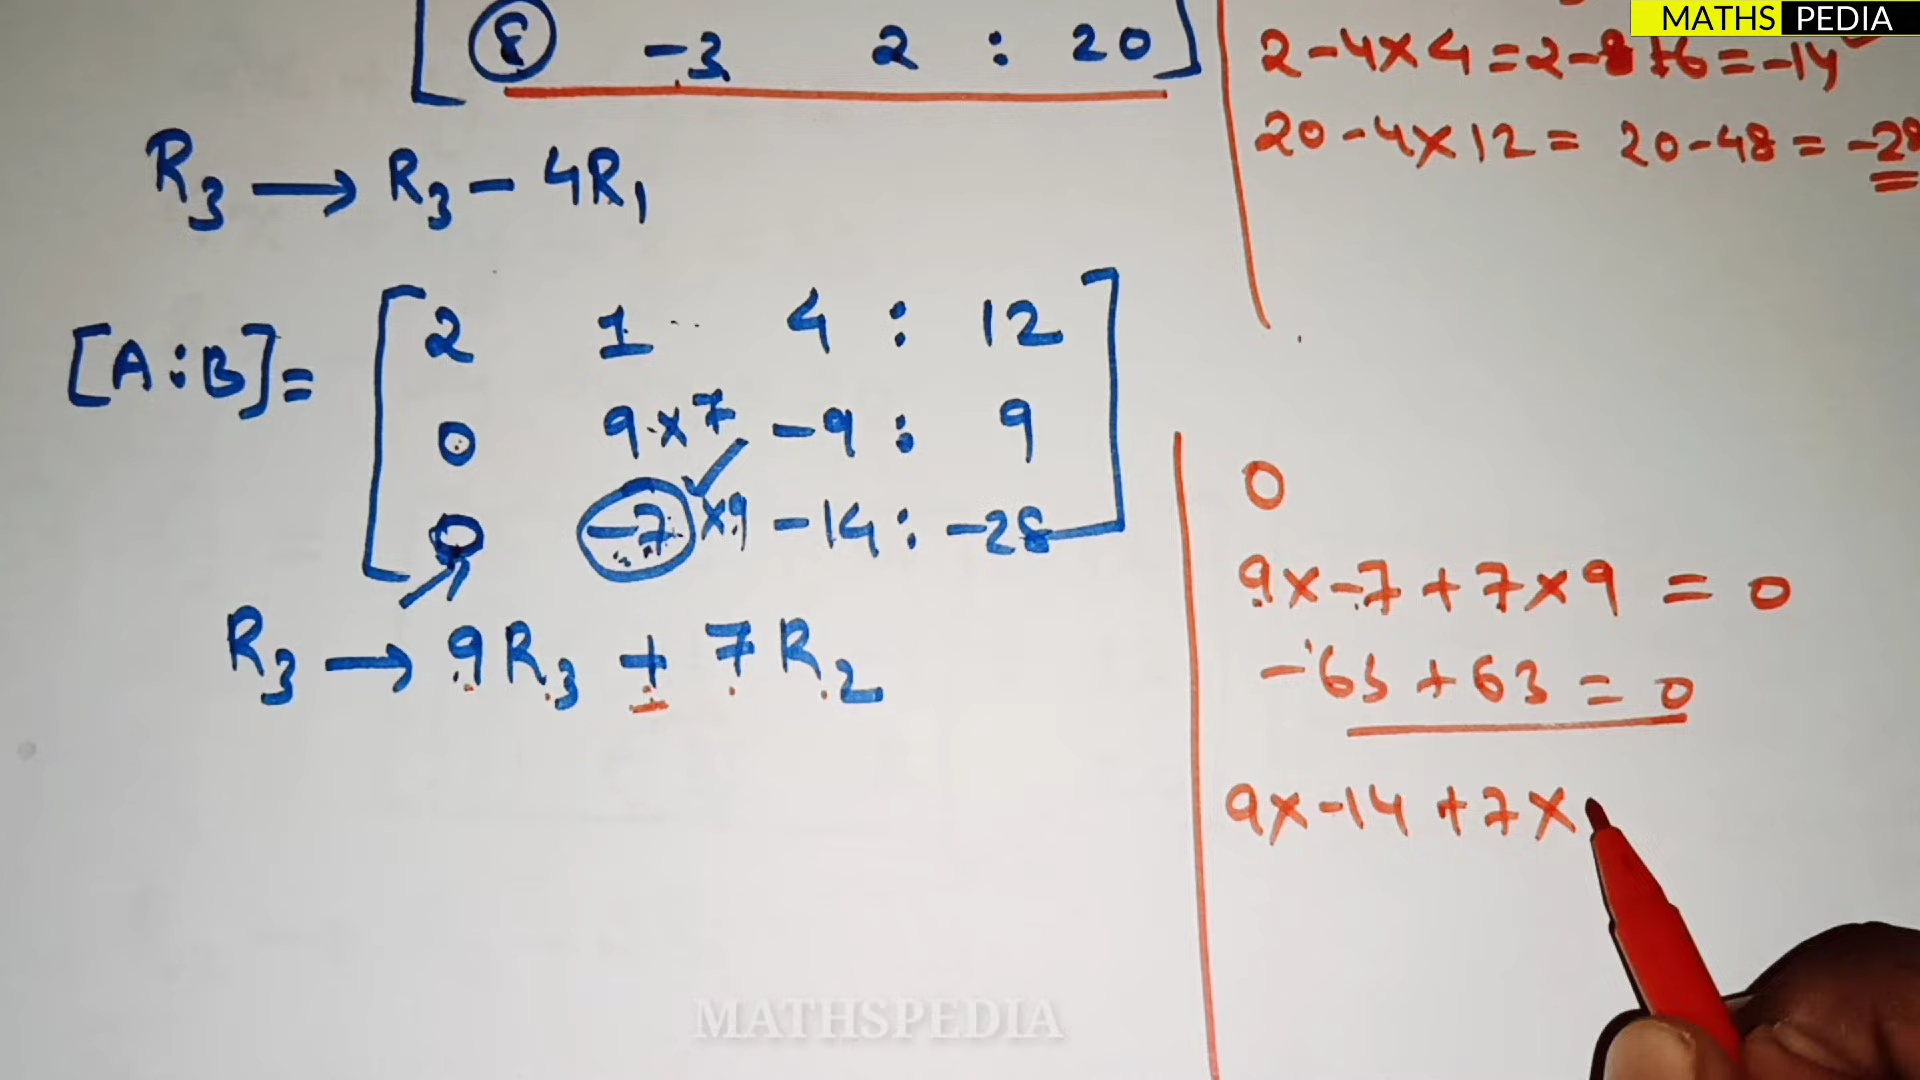 MATHS PEDIA
[ 8 -3 2 : 20 ]
2-4×4 = 2-16 = -14
20-4×12 = 20-48 = -28
R3 → R3 - 4R1
[A:B] = [ 2 1 4 : 12
0 9×7 -9 : 9
0 -7×9 -14 : -28 ]
R3 → 9R3 + 7R2
0
9×-7+7×9 = 0
-63+63 = 0
9×-14+7×
MATHSPEDIA